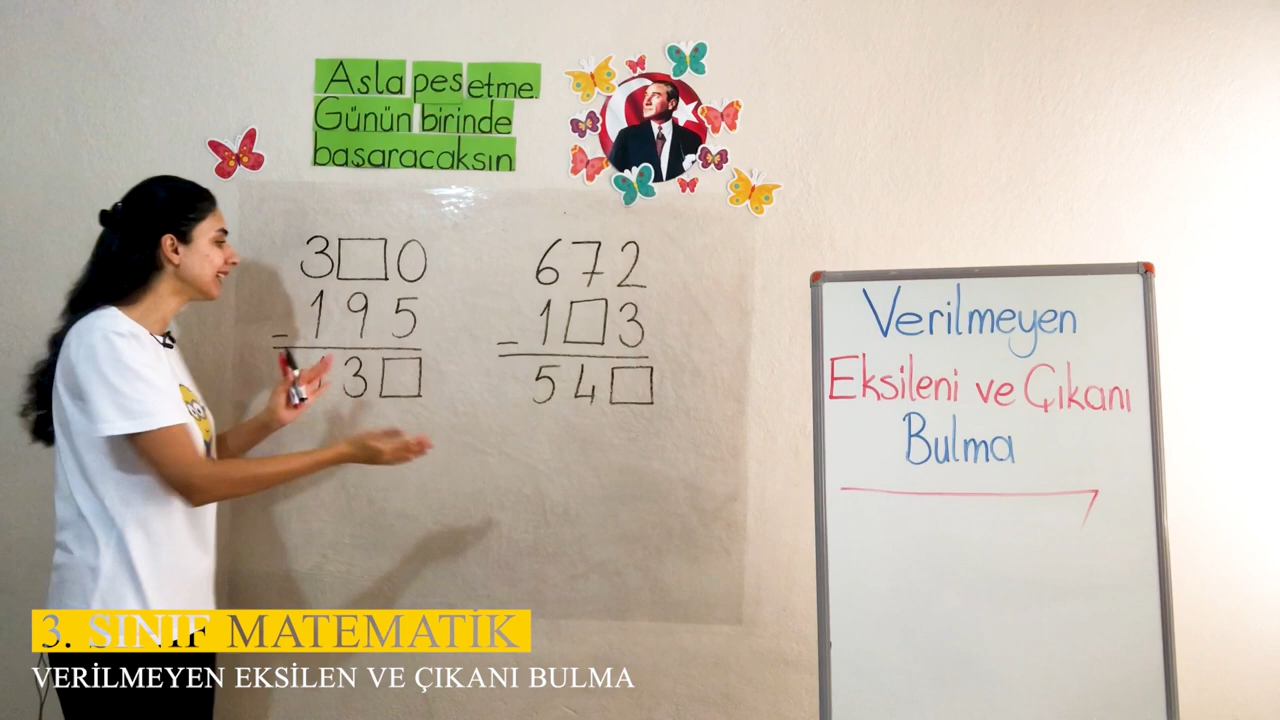 Asla pes etme.
Günün birinde
basaracaksın
3□0
195
-
3□
672
1□3
-
54□
Verilmeyen
Eksileni ve Çıkanı
Bulma
3. SINIF MATEMATİK
VERİLMEYEN EKSİLEN VE ÇIKANI BULMA